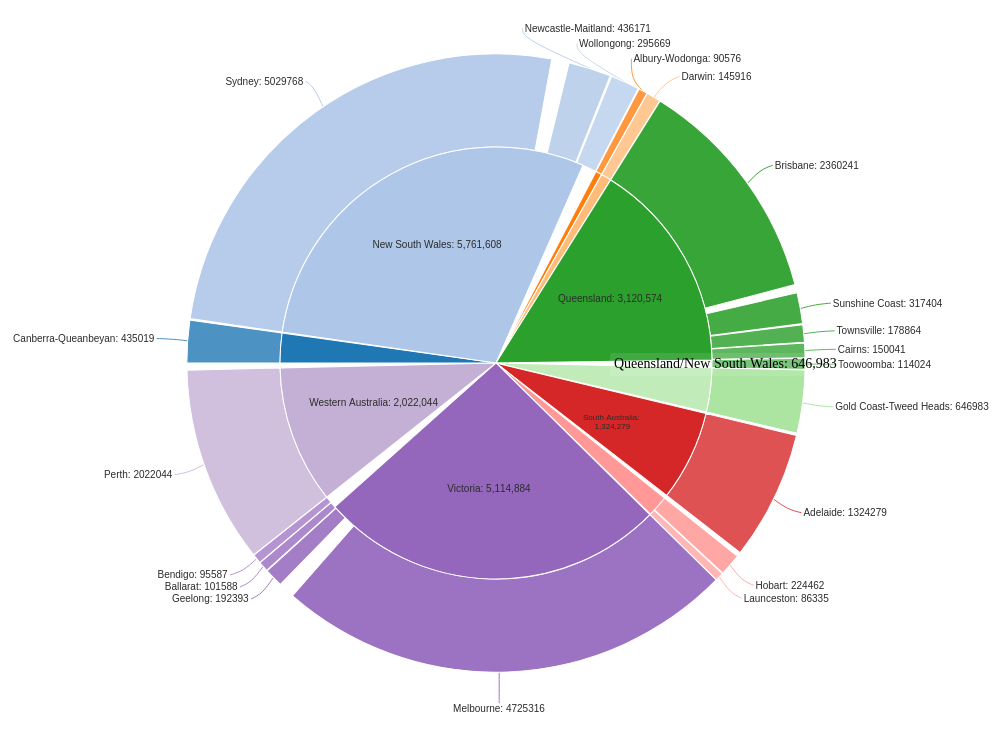 Newcastle-Maitland: 436171
Wollongong: 295669
Albury-Wodonga: 90576
Darwin: 145916
Sydney: 5029768
Brisbane: 2360241
New South Wales: 5,761,608
Queensland: 3,120,574
Sunshine Coast: 317404
Townsville: 178864
Canberra-Queanbeyan: 435019
Cairns: 150041
Queensland/New South Wales: 646,983
Toowoomba: 114024
Western Australia: 2,022,044
Gold Coast-Tweed Heads: 646983
South Australia:
1,324,279
Perth: 2022044
Victoria: 5,114,884
Adelaide: 1324279
Bendigo: 95587
Ballarat: 101588
Geelong: 192393
Hobart: 224462
Launceston: 86335
Melbourne: 4725316